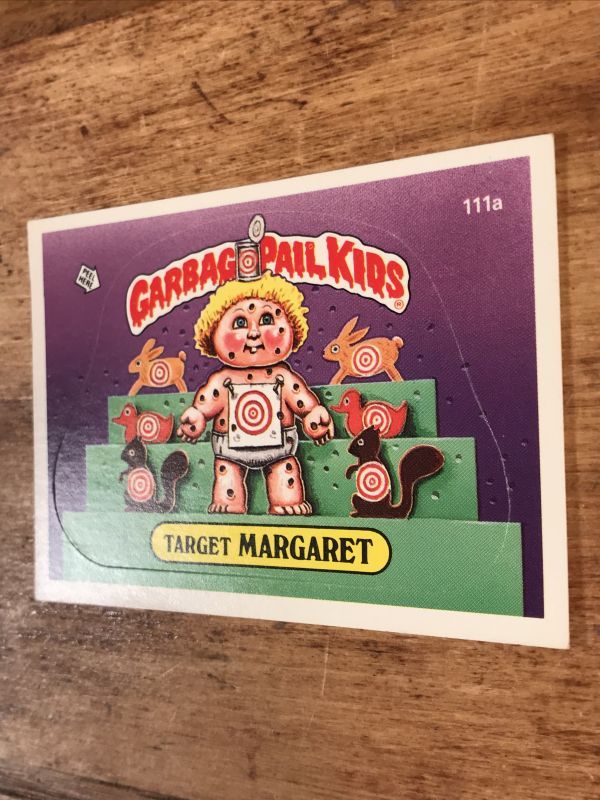 111a
PEEL
HERE
GARBAGE PAIL KIDS®
TARGET MARGARET